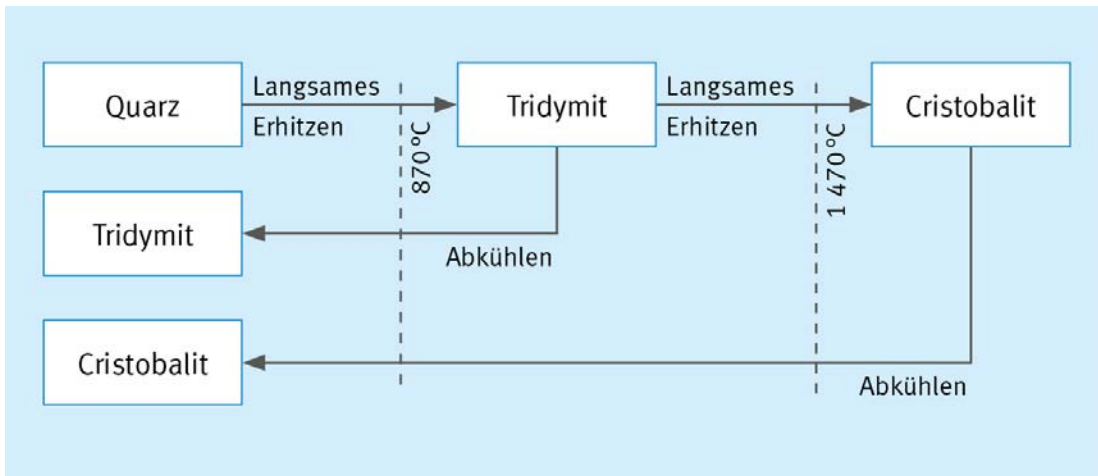 Quarz
Langsames
Erhitzen
870 °C
Tridymit
Langsames
Erhitzen
1 470 °C
Cristobalit
Tridymit
Abkühlen
Cristobalit
Abkühlen